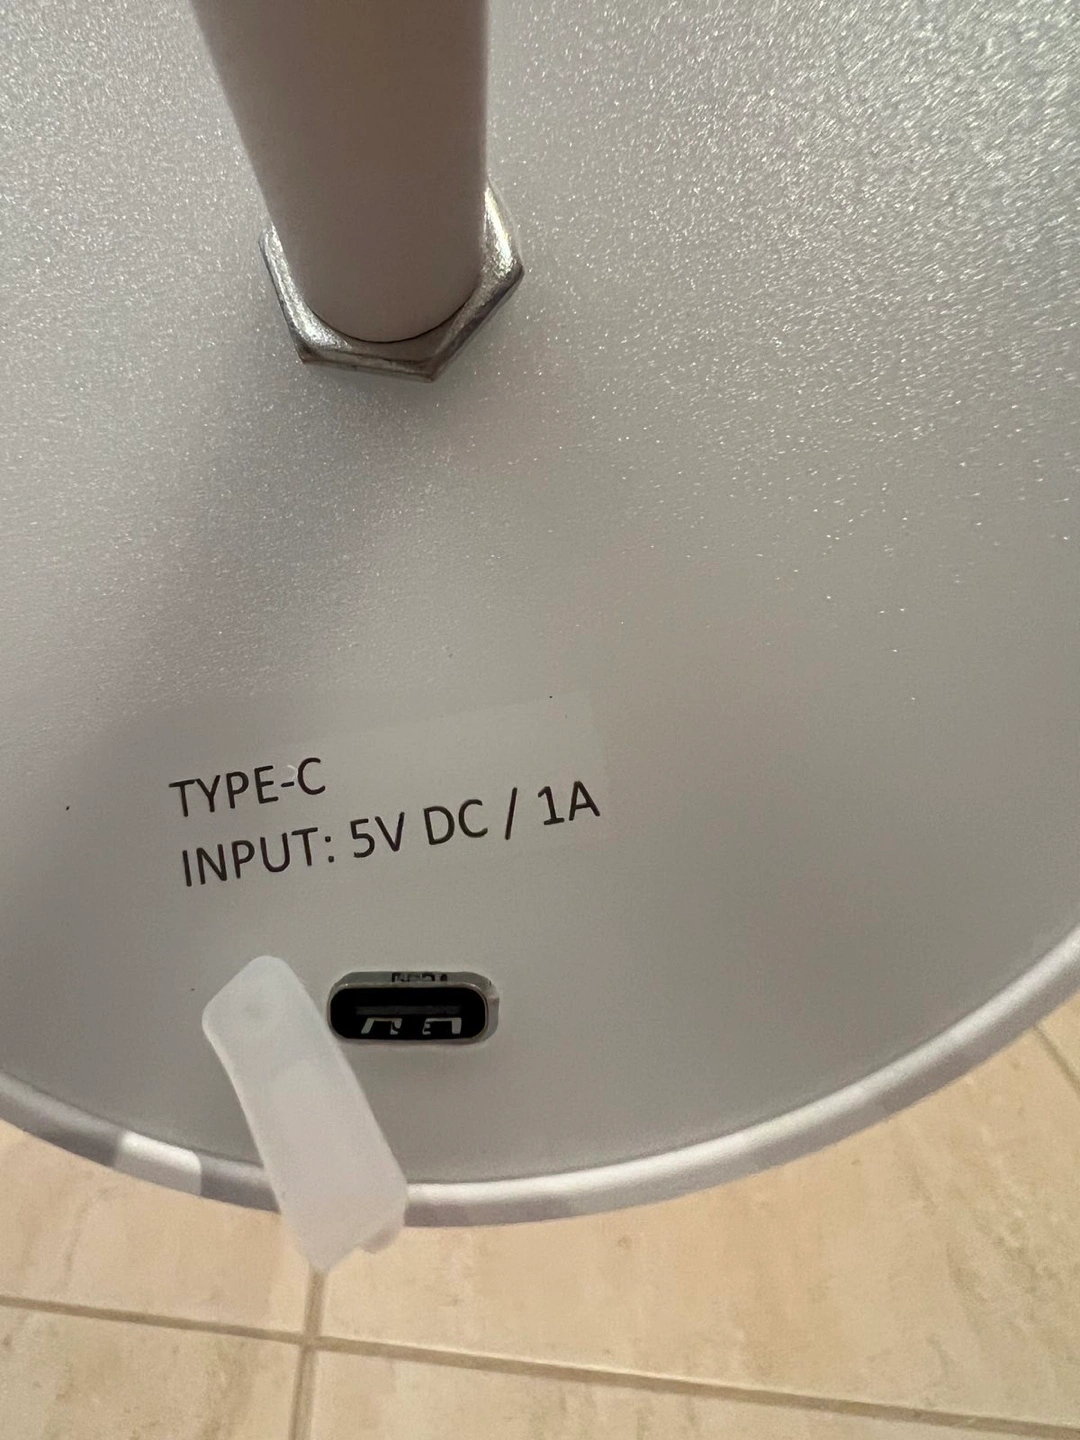 TYPE-C
INPUT: 5V DC / 1A